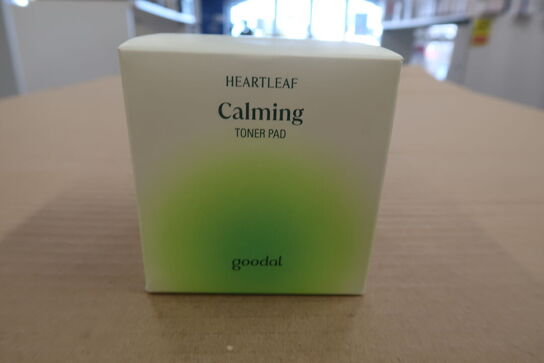 HEARTLEAF
Calming
TONER PAD
goodal